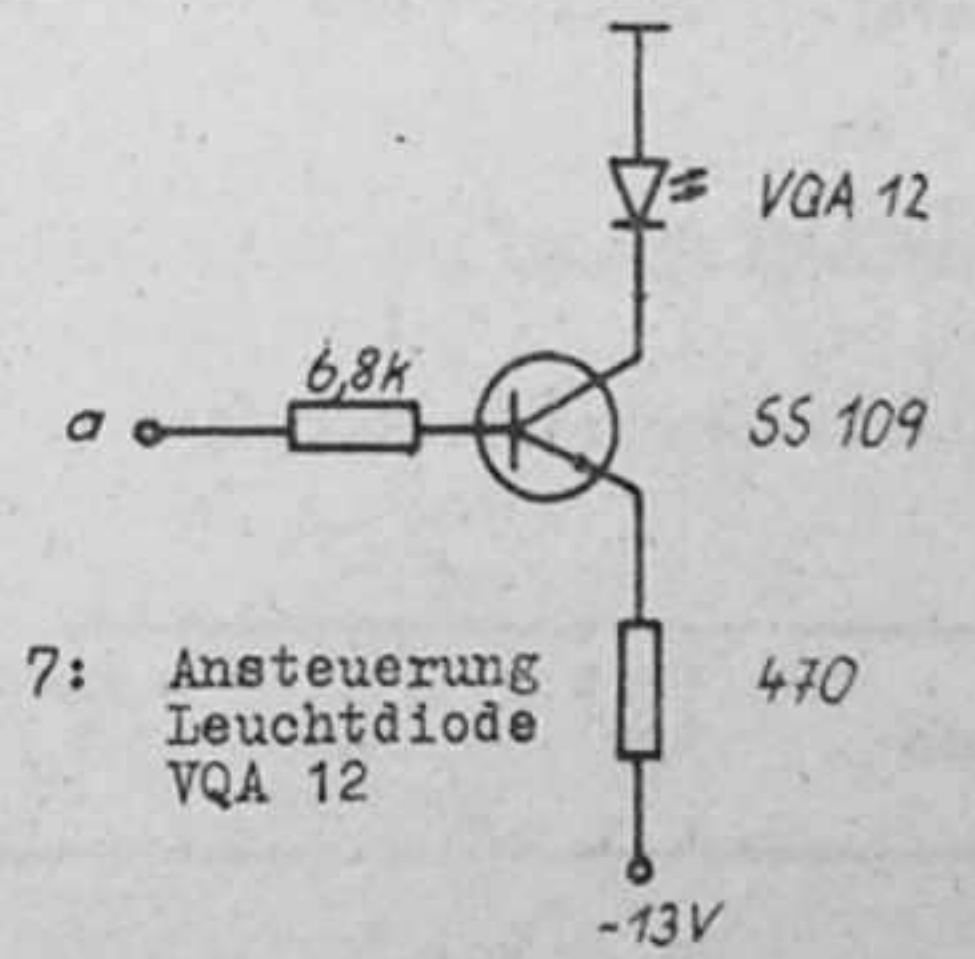 VQA 12
6,8k
a
SS 109
7: Ansteuerung
Leuchtdiode
VQA 12
470
-13V